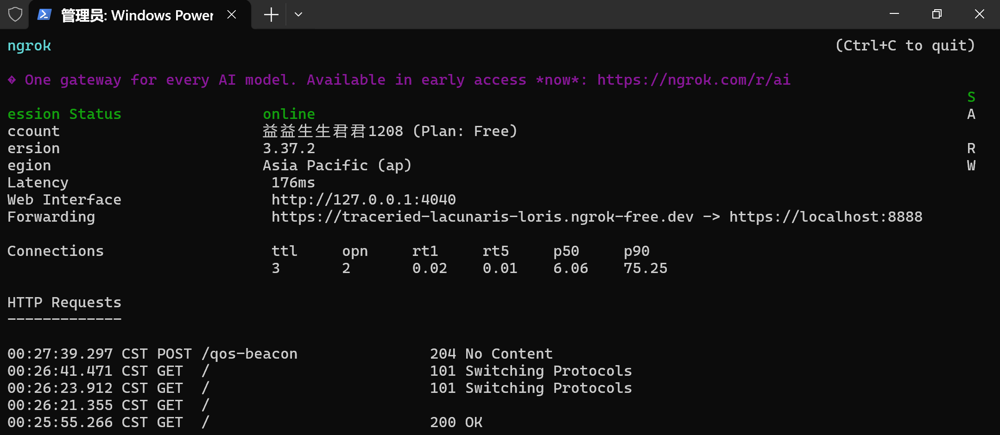 管理员: Windows Power
ngrok (Ctrl+C to quit)
� One gateway for every AI model. Available in early access *now*: https://ngrok.com/r/ai
S
ession Status online A
ccount 益益生生君君1208 (Plan: Free)
ersion 3.37.2 R
egion Asia Pacific (ap) W
Latency 176ms
Web Interface http://127.0.0.1:4040
Forwarding https://traceried-lacunaris-loris.ngrok-free.dev -> https://localhost:8888
Connections ttl opn rt1 rt5 p50 p90
3 2 0.02 0.01 6.06 75.25
HTTP Requests
-------------
00:27:39.297 CST POST /qos-beacon 204 No Content
00:26:41.471 CST GET / 101 Switching Protocols
00:26:23.912 CST GET / 101 Switching Protocols
00:26:21.355 CST GET /
00:25:55.266 CST GET / 200 OK